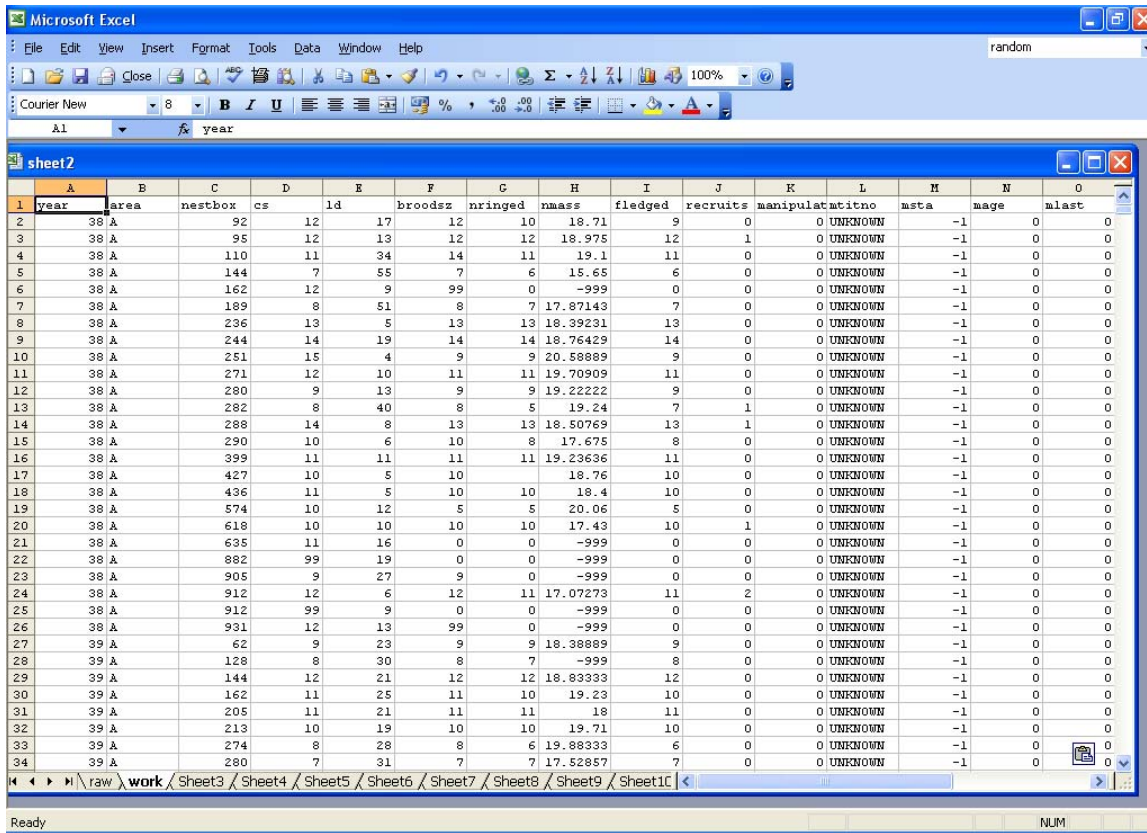 Microsoft Excel
File Edit View Insert Format Tools Data Window Help random
Close 100%
Courier New 8 B I U %
A1 fx year
sheet2
A B C D E F G H I J K L M N O
1 year area nestbox cs ld broodsz nringed nmass fledged recruits manipulat mtitno msta mage mlast
2 38 A 92 12 17 12 10 18.71 9 0 0 UNKNOWN -1 0 0
3 38 A 95 12 13 12 12 18.975 12 1 0 UNKNOWN -1 0 0
4 38 A 110 11 34 14 11 19.1 11 0 0 UNKNOWN -1 0 0
5 38 A 144 7 55 7 6 15.65 6 0 0 UNKNOWN -1 0 0
6 38 A 162 12 9 99 0 -999 0 0 0 UNKNOWN -1 0 0
7 38 A 189 8 51 8 7 17.87143 7 0 0 UNKNOWN -1 0 0
8 38 A 236 13 5 13 13 18.39231 13 0 0 UNKNOWN -1 0 0
9 38 A 244 14 19 14 14 18.76429 14 0 0 UNKNOWN -1 0 0
10 38 A 251 15 4 9 9 20.58889 9 0 0 UNKNOWN -1 0 0
11 38 A 271 12 10 11 11 19.70909 11 0 0 UNKNOWN -1 0 0
12 38 A 280 9 13 9 9 19.22222 9 0 0 UNKNOWN -1 0 0
13 38 A 282 8 40 8 5 19.24 7 1 0 UNKNOWN -1 0 0
14 38 A 288 14 8 13 13 18.50769 13 1 0 UNKNOWN -1 0 0
15 38 A 290 10 6 10 8 17.675 8 0 0 UNKNOWN -1 0 0
16 38 A 399 11 11 11 11 19.23636 11 0 0 UNKNOWN -1 0 0
17 38 A 427 10 5 10 18.76 10 0 0 UNKNOWN -1 0 0
18 38 A 436 11 5 10 10 18.4 10 0 0 UNKNOWN -1 0 0
19 38 A 574 10 12 5 5 20.06 5 0 0 UNKNOWN -1 0 0
20 38 A 618 10 10 10 10 17.43 10 1 0 UNKNOWN -1 0 0
21 38 A 635 11 16 0 0 -999 0 0 0 UNKNOWN -1 0 0
22 38 A 882 99 19 0 0 -999 0 0 0 UNKNOWN -1 0 0
23 38 A 905 9 27 9 0 -999 0 0 0 UNKNOWN -1 0 0
24 38 A 912 12 6 12 11 17.07273 11 2 0 UNKNOWN -1 0 0
25 38 A 912 99 9 0 0 -999 0 0 0 UNKNOWN -1 0 0
26 38 A 931 12 13 99 0 -999 0 0 0 UNKNOWN -1 0 0
27 39 A 62 9 23 9 9 18.38889 9 0 0 UNKNOWN -1 0 0
28 39 A 128 8 30 8 7 -999 8 0 0 UNKNOWN -1 0 0
29 39 A 144 12 21 12 12 18.83333 12 0 0 UNKNOWN -1 0 0
30 39 A 162 11 25 11 10 19.23 10 0 0 UNKNOWN -1 0 0
31 39 A 205 11 21 11 11 18 11 0 0 UNKNOWN -1 0 0
32 39 A 213 10 19 10 10 19.71 10 0 0 UNKNOWN -1 0 0
33 39 A 274 8 28 8 6 19.88333 6 0 0 UNKNOWN -1 0 0
34 39 A 280 7 31 7 7 17.52857 7 0 0 UNKNOWN -1 0 0
raw work Sheet3 Sheet4 Sheet5 Sheet6 Sheet7 Sheet8 Sheet9 Sheet10
Ready NUM